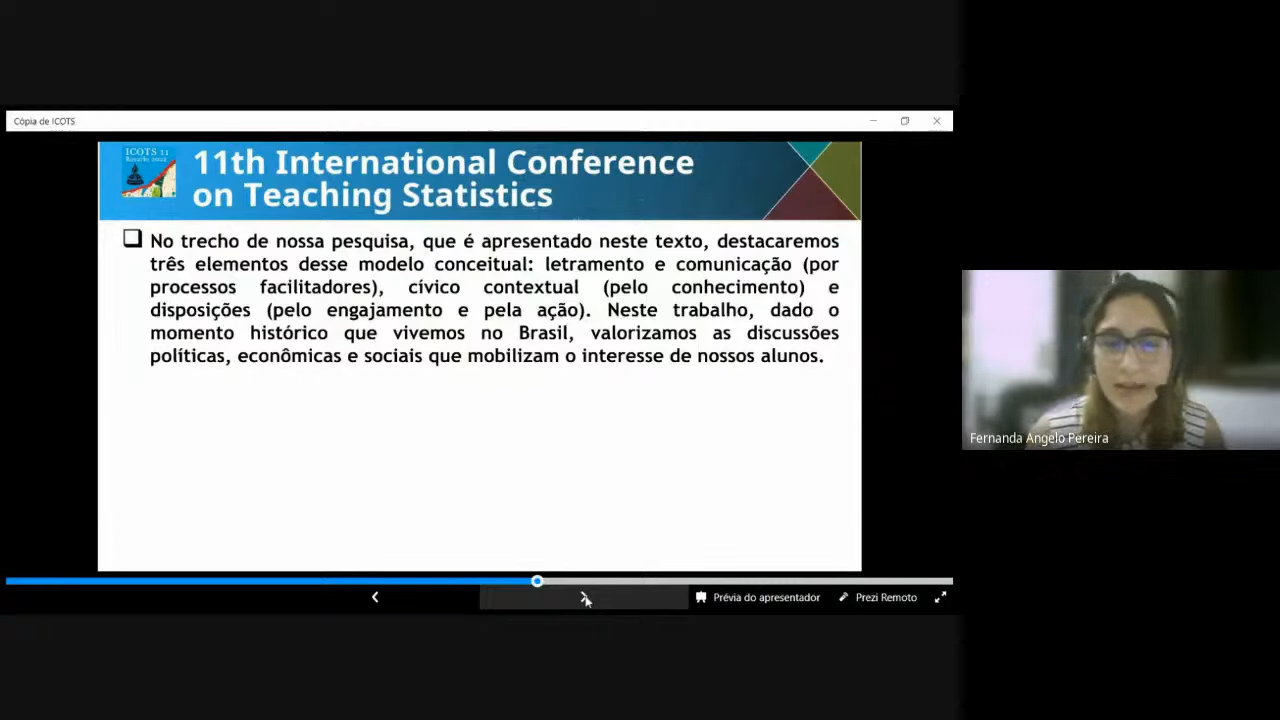 Cópia de ICOTS
ICOTS 11
Rosario 2022
11th International Conference
on Teaching Statistics
No trecho de nossa pesquisa, que é apresentado neste texto, destacaremos
três elementos desse modelo conceitual: letramento e comunicação (por
processos facilitadores), cívico contextual (pelo conhecimento) e
disposições (pelo engajamento e pela ação). Neste trabalho, dado o
momento histórico que vivemos no Brasil, valorizamos as discussões
políticas, econômicas e sociais que mobilizam o interesse de nossos alunos.
Fernanda Angelo Pereira
Prévia do apresentador
Prezi Remoto